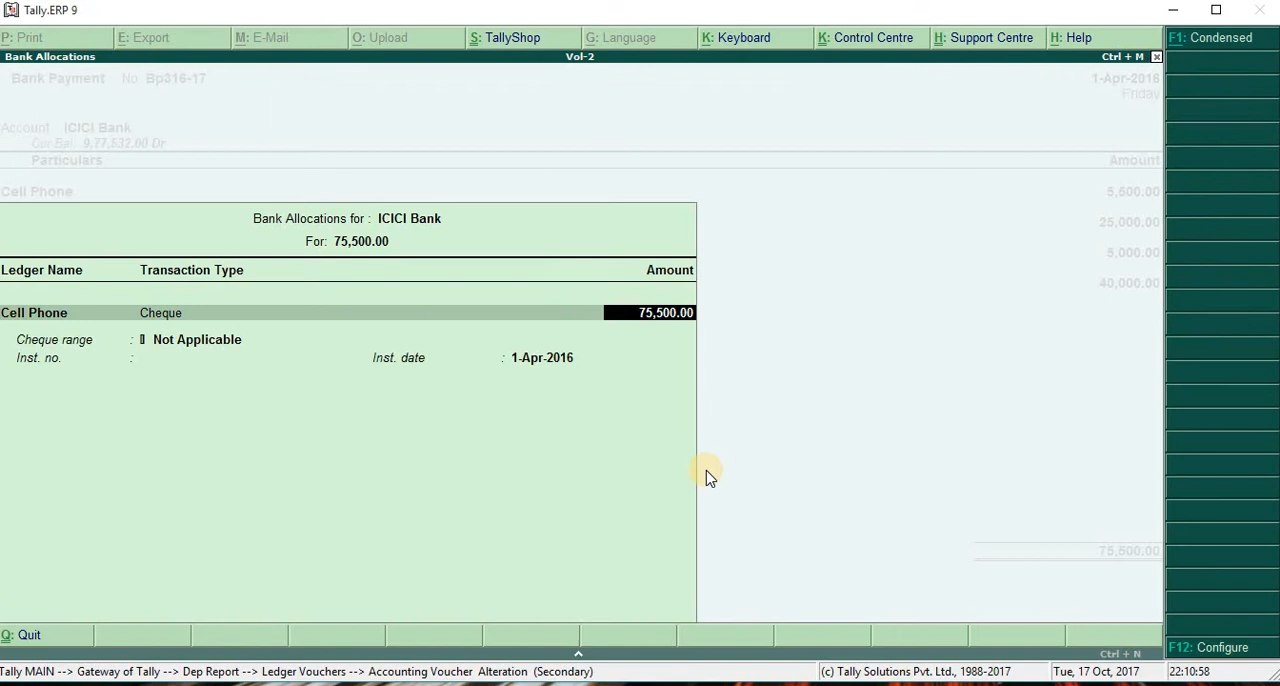 Tally.ERP 9
P: Print E: Export M: E-Mail O: Upload S: TallyShop G: Language K: Keyboard K: Control Centre H: Support Centre H: Help F1: Condensed
Bank Allocations Vol-2 Ctrl + M
Bank Payment No. Bp316-17 1-Apr-2016
Friday
Account ICICI Bank
Cur Bal: 9,77,532.00 Dr
Particulars Amount
Cell Phone 5,500.00
25,000.00
5,000.00
40,000.00
Bank Allocations for : ICICI Bank
For: 75,500.00
Ledger Name Transaction Type Amount
Cell Phone Cheque 75,500.00
Cheque range : Not Applicable
Inst. no. : Inst. date : 1-Apr-2016
75,500.00
Q: Quit
Ctrl + N
F12: Configure
Tally MAIN --> Gateway of Tally --> Dep Report --> Ledger Vouchers --> Accounting Voucher Alteration (Secondary) (c) Tally Solutions Pvt. Ltd., 1988-2017 Tue, 17 Oct, 2017 22:10:58